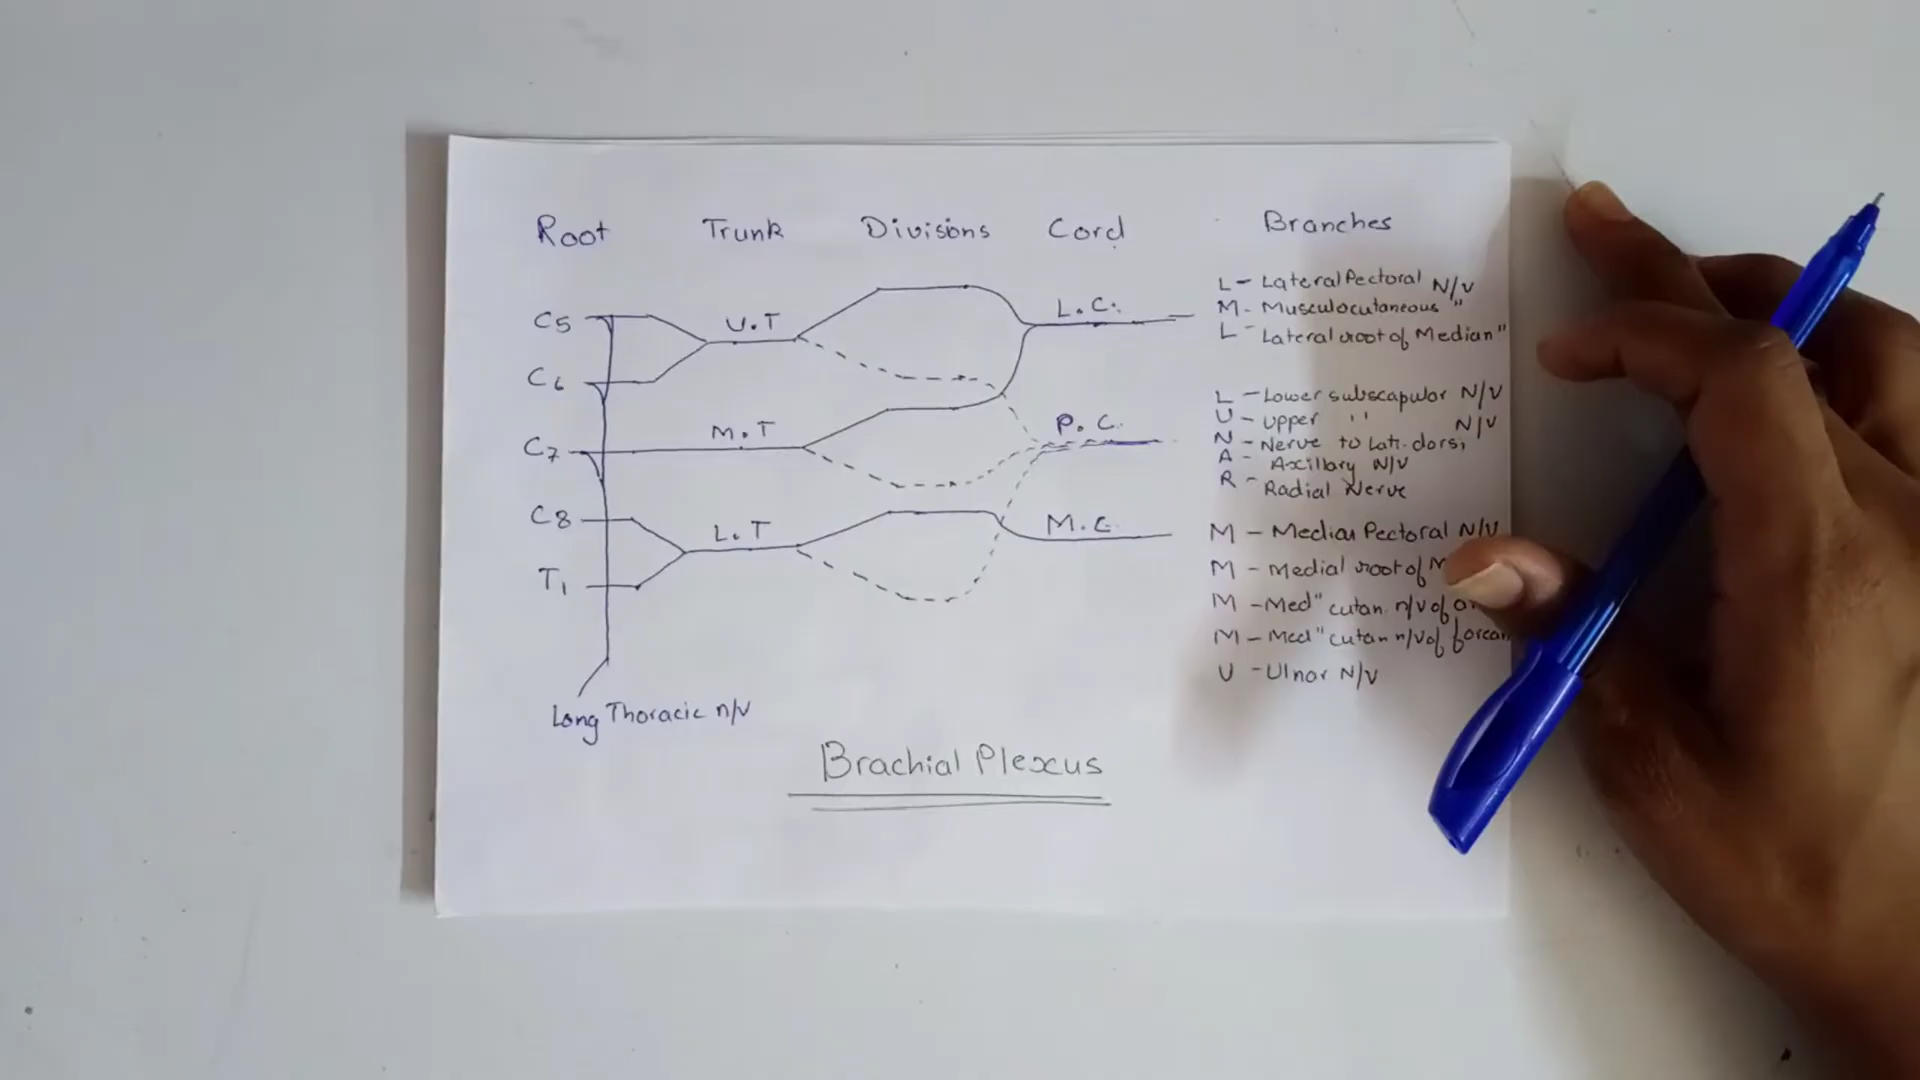 Root Trunk Divisions Cord Branches
L - Lateral Pectoral N/V
M - Musculocutaneous "
L - Lateral root of Median "
C5 U.T L.C.
C6
L - Lower subscapular N/V
U - Upper " N/V
N - Nerve to Lati. dorsi
A - Axillary N/V
R - Radial Nerve
C7 M.T P.C.
C8 L.T M.C.
T1
M - Median Pectoral N/V
M - Medial root of
M - Med" cutan. n/v of
M - Med" cutan n/v of
U - Ulnar N/V
Long Thoracic n/v
Brachial Plexus